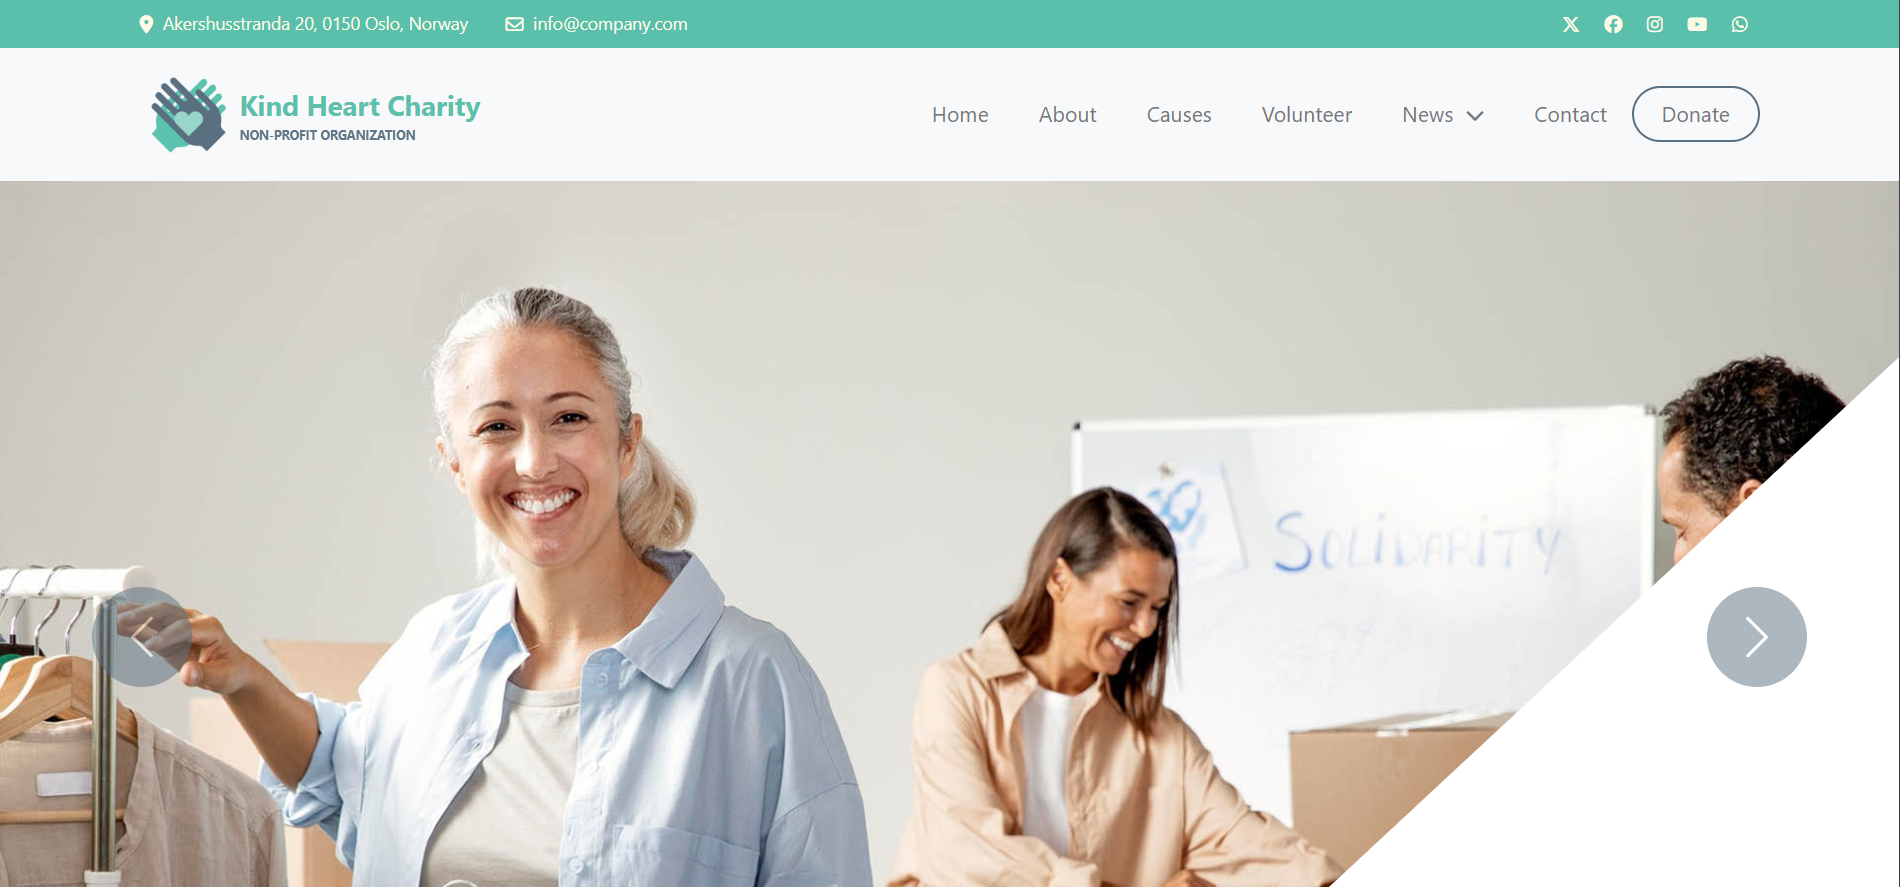 Akershusstranda 20, 0150 Oslo, Norway
info@company.com
Kind Heart Charity
NON-PROFIT ORGANIZATION
Home
About
Causes
Volunteer
News
Contact
Donate
SOLiDARiTY